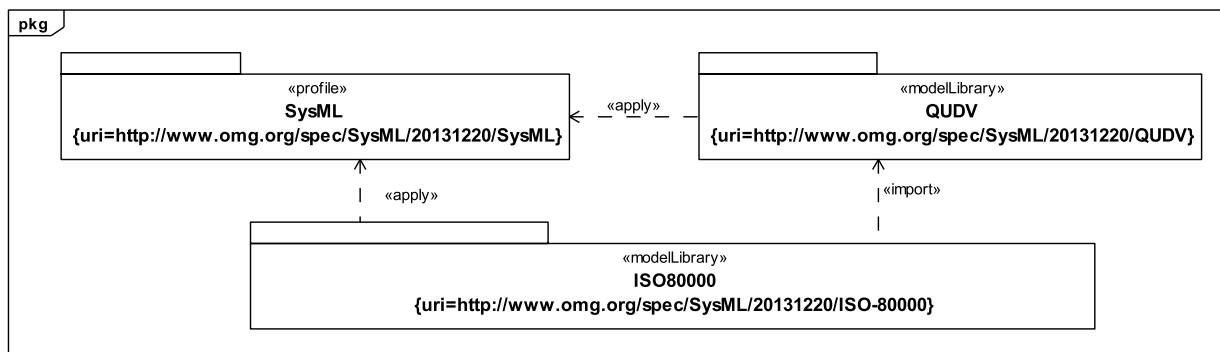 pkg
«profile»
SysML
{uri=http://www.omg.org/spec/SysML/20131220/SysML}
«apply»
«modelLibrary»
QUDV
{uri=http://www.omg.org/spec/SysML/20131220/QUDV}
«apply»
«import»
«modelLibrary»
ISO80000
{uri=http://www.omg.org/spec/SysML/20131220/ISO-80000}